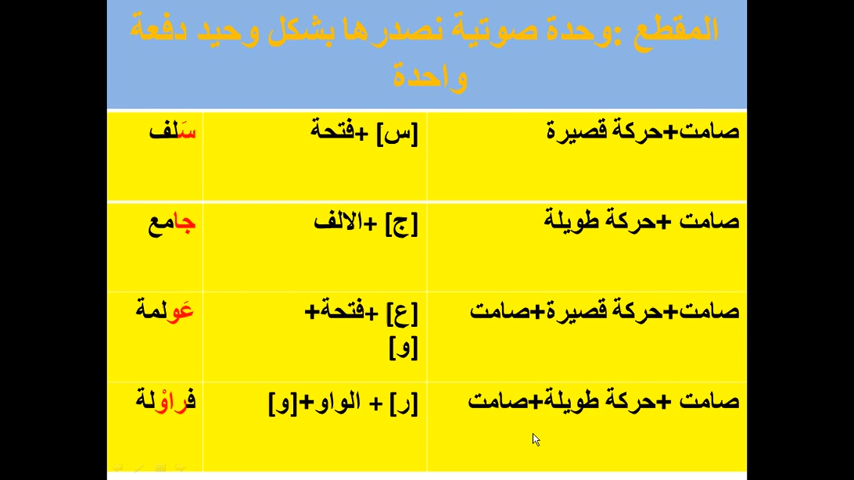 المقطع :وحدة صوتية نصدرها بشكل وحيد دفعة
واحدة
صامت+حركة قصيرة
[س] +فتحة
سَلف
صامت +حركة طويلة
[ج] +الالف
جامع
صامت+حركة قصيرة+صامت
[ع] +فتحة+
[و]
عَولمة
صامت +حركة طويلة+صامت
[ر] + الواو+[و]
فراوْلة